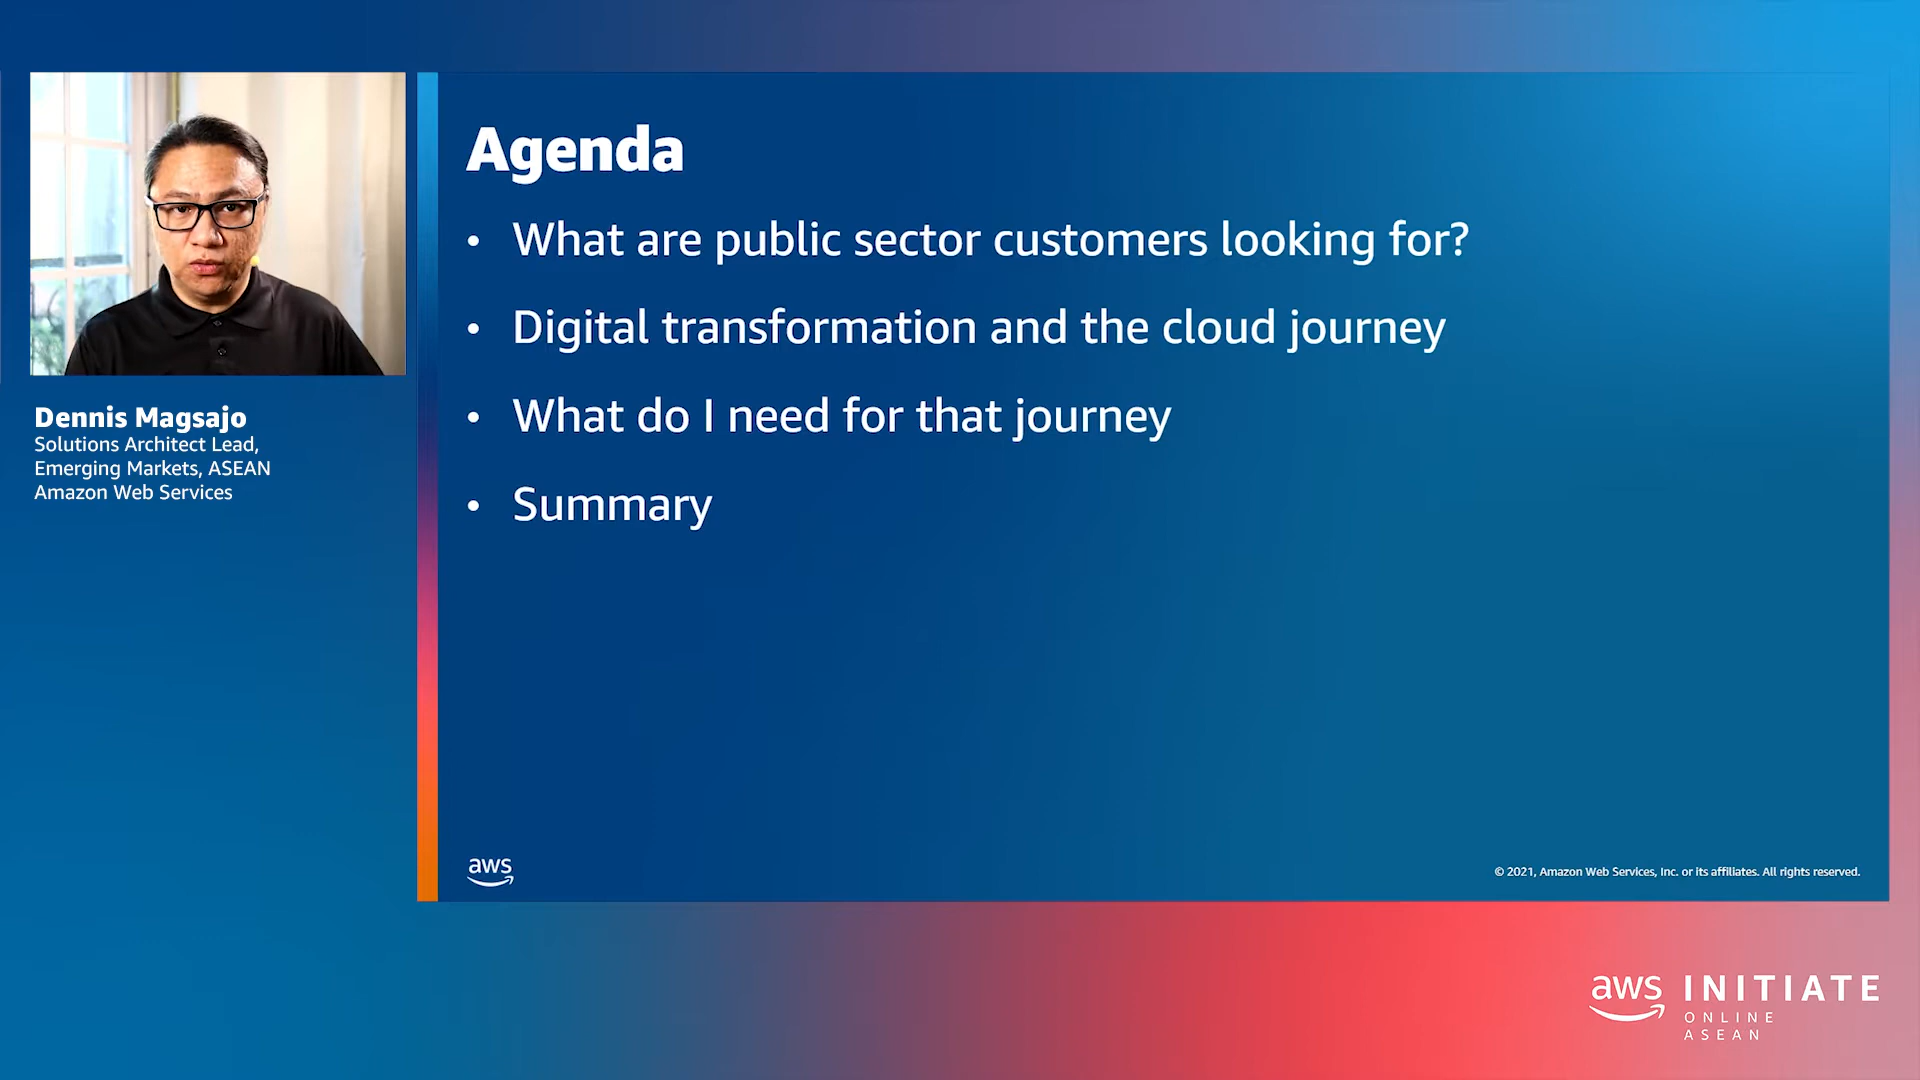 Dennis Magsajo
Solutions Architect Lead,
Emerging Markets, ASEAN
Amazon Web Services
Agenda
• What are public sector customers looking for?
• Digital transformation and the cloud journey
• What do I need for that journey
• Summary
aws
© 2021, Amazon Web Services, Inc. or its affiliates. All rights reserved.
aws INITIATE
ONLINE
ASEAN